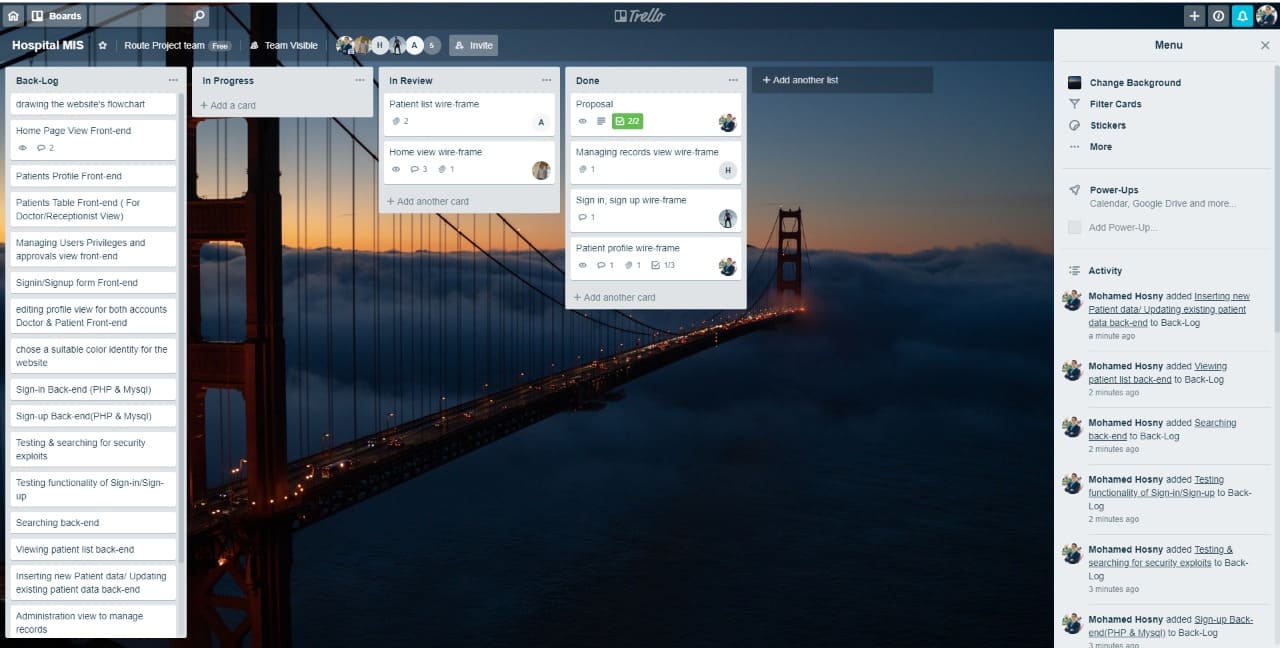 Boards
Trello
Hospital MIS
Route Project team Free
Team Visible
H
A
5
Invite
Back-Log
drawing the website's flowchart
Home Page View Front-end
2
Patients Profile Front-end
Patients Table Front-end ( For
Doctor/Receptionist View)
Managing Users Privileges and
approvals view front-end
Signin/Signup form Front-end
editing profile view for both accounts
Doctor & Patient Front-end
chose a suitable color identity for the
website
Sign-in Back-end (PHP & Mysql)
Sign-up Back-end(PHP & Mysql)
Testing & searching for security
exploits
Testing functionality of Sign-in/Sign-
up
Searching back-end
Viewing patient list back-end
Inserting new Patient data/ Updating
existing patient data back-end
Administration view to manage
records
In Progress
+ Add a card
In Review
Patient list wire-frame
2
A
Home view wire-frame
3 1
+ Add another card
Done
Proposal
2/2
Managing records view wire-frame
1
H
Sign in, sign up wire-frame
1
Patient profile wire-frame
1 1 1/3
+ Add another card
+ Add another list
Menu
Change Background
Filter Cards
Stickers
More
Power-Ups
Calendar, Google Drive and more...
Add Power-Up...
Activity
Mohamed Hosny added Inserting new
Patient data/ Updating existing patient
data back-end to Back-Log
a minute ago
Mohamed Hosny added Viewing
patient list back-end to Back-Log
2 minutes ago
Mohamed Hosny added Searching
back-end to Back-Log
2 minutes ago
Mohamed Hosny added Testing
functionality of Sign-in/Sign-up to Back-
Log
2 minutes ago
Mohamed Hosny added Testing &
searching for security exploits to Back-
Log
3 minutes ago
Mohamed Hosny added Sign-up Back-
end(PHP & Mysql) to Back-Log
3 minutes ago